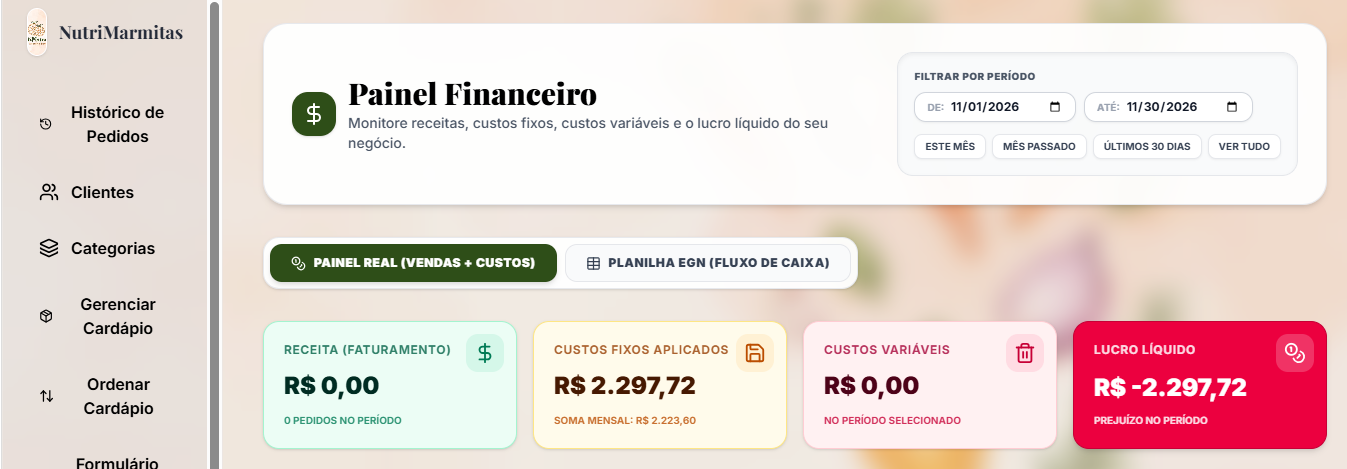 NutriMarmitas
Histórico de
Pedidos
Clientes
Categorias
Gerenciar
Cardápio
Ordenar
Cardápio
Formulário
Painel Financeiro
Monitore receitas, custos fixos, custos variáveis e o lucro líquido do seu
negócio.
FILTRAR POR PERÍODO
DE: 11/01/2026 ATÉ: 11/30/2026
ESTE MÊS MÊS PASSADO ÚLTIMOS 30 DIAS VER TUDO
PAINEL REAL (VENDAS + CUSTOS) PLANILHA EGN (FLUXO DE CAIXA)
RECEITA (FATURAMENTO)
R$ 0,00
0 PEDIDOS NO PERÍODO
CUSTOS FIXOS APLICADOS
R$ 2.297,72
SOMA MENSAL: R$ 2.223,60
CUSTOS VARIÁVEIS
R$ 0,00
NO PERÍODO SELECIONADO
LUCRO LÍQUIDO
R$ -2.297,72
PREJUÍZO NO PERÍODO